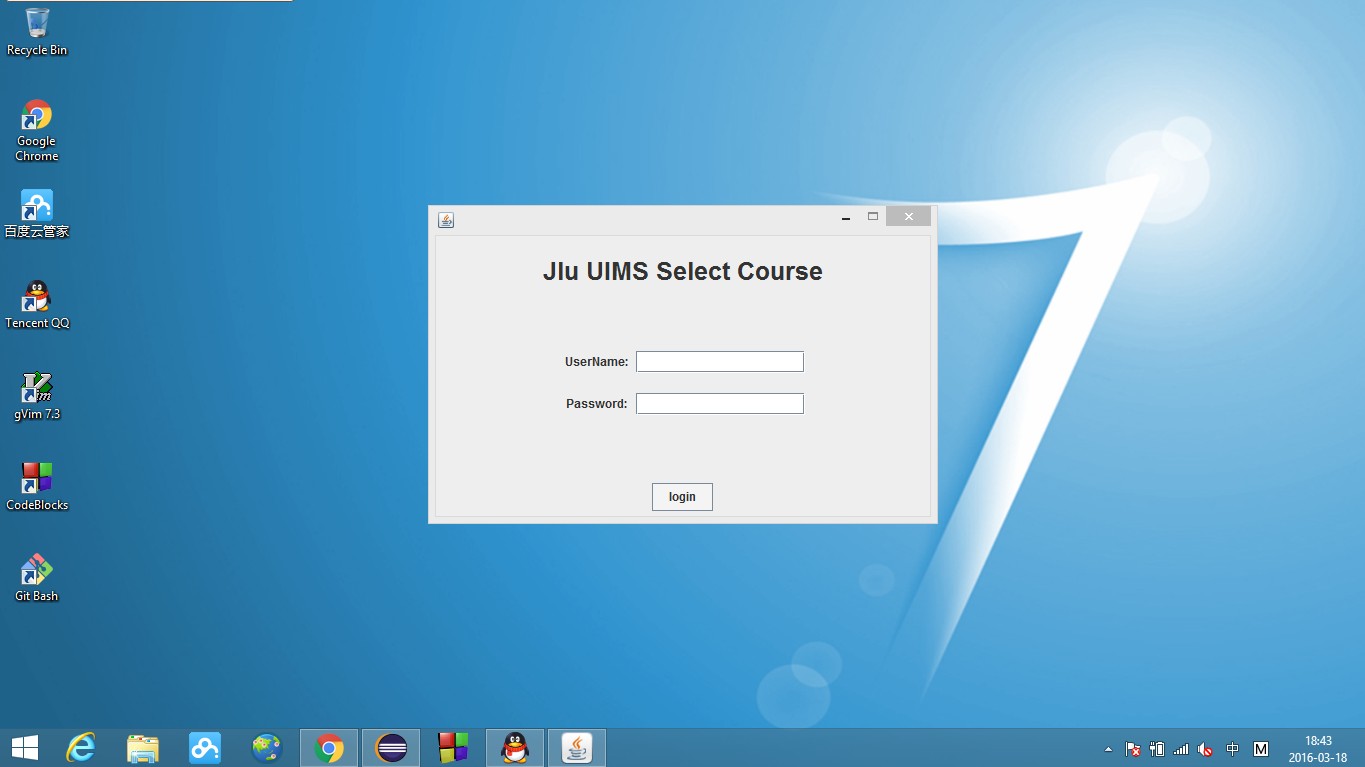 Recycle Bin
Google
Chrome
百度云管家
Tencent QQ
gVim 7.3
CodeBlocks
Git Bash
Jlu UIMS Select Course
UserName:
Password:
login
中
M
18:43
2016-03-18